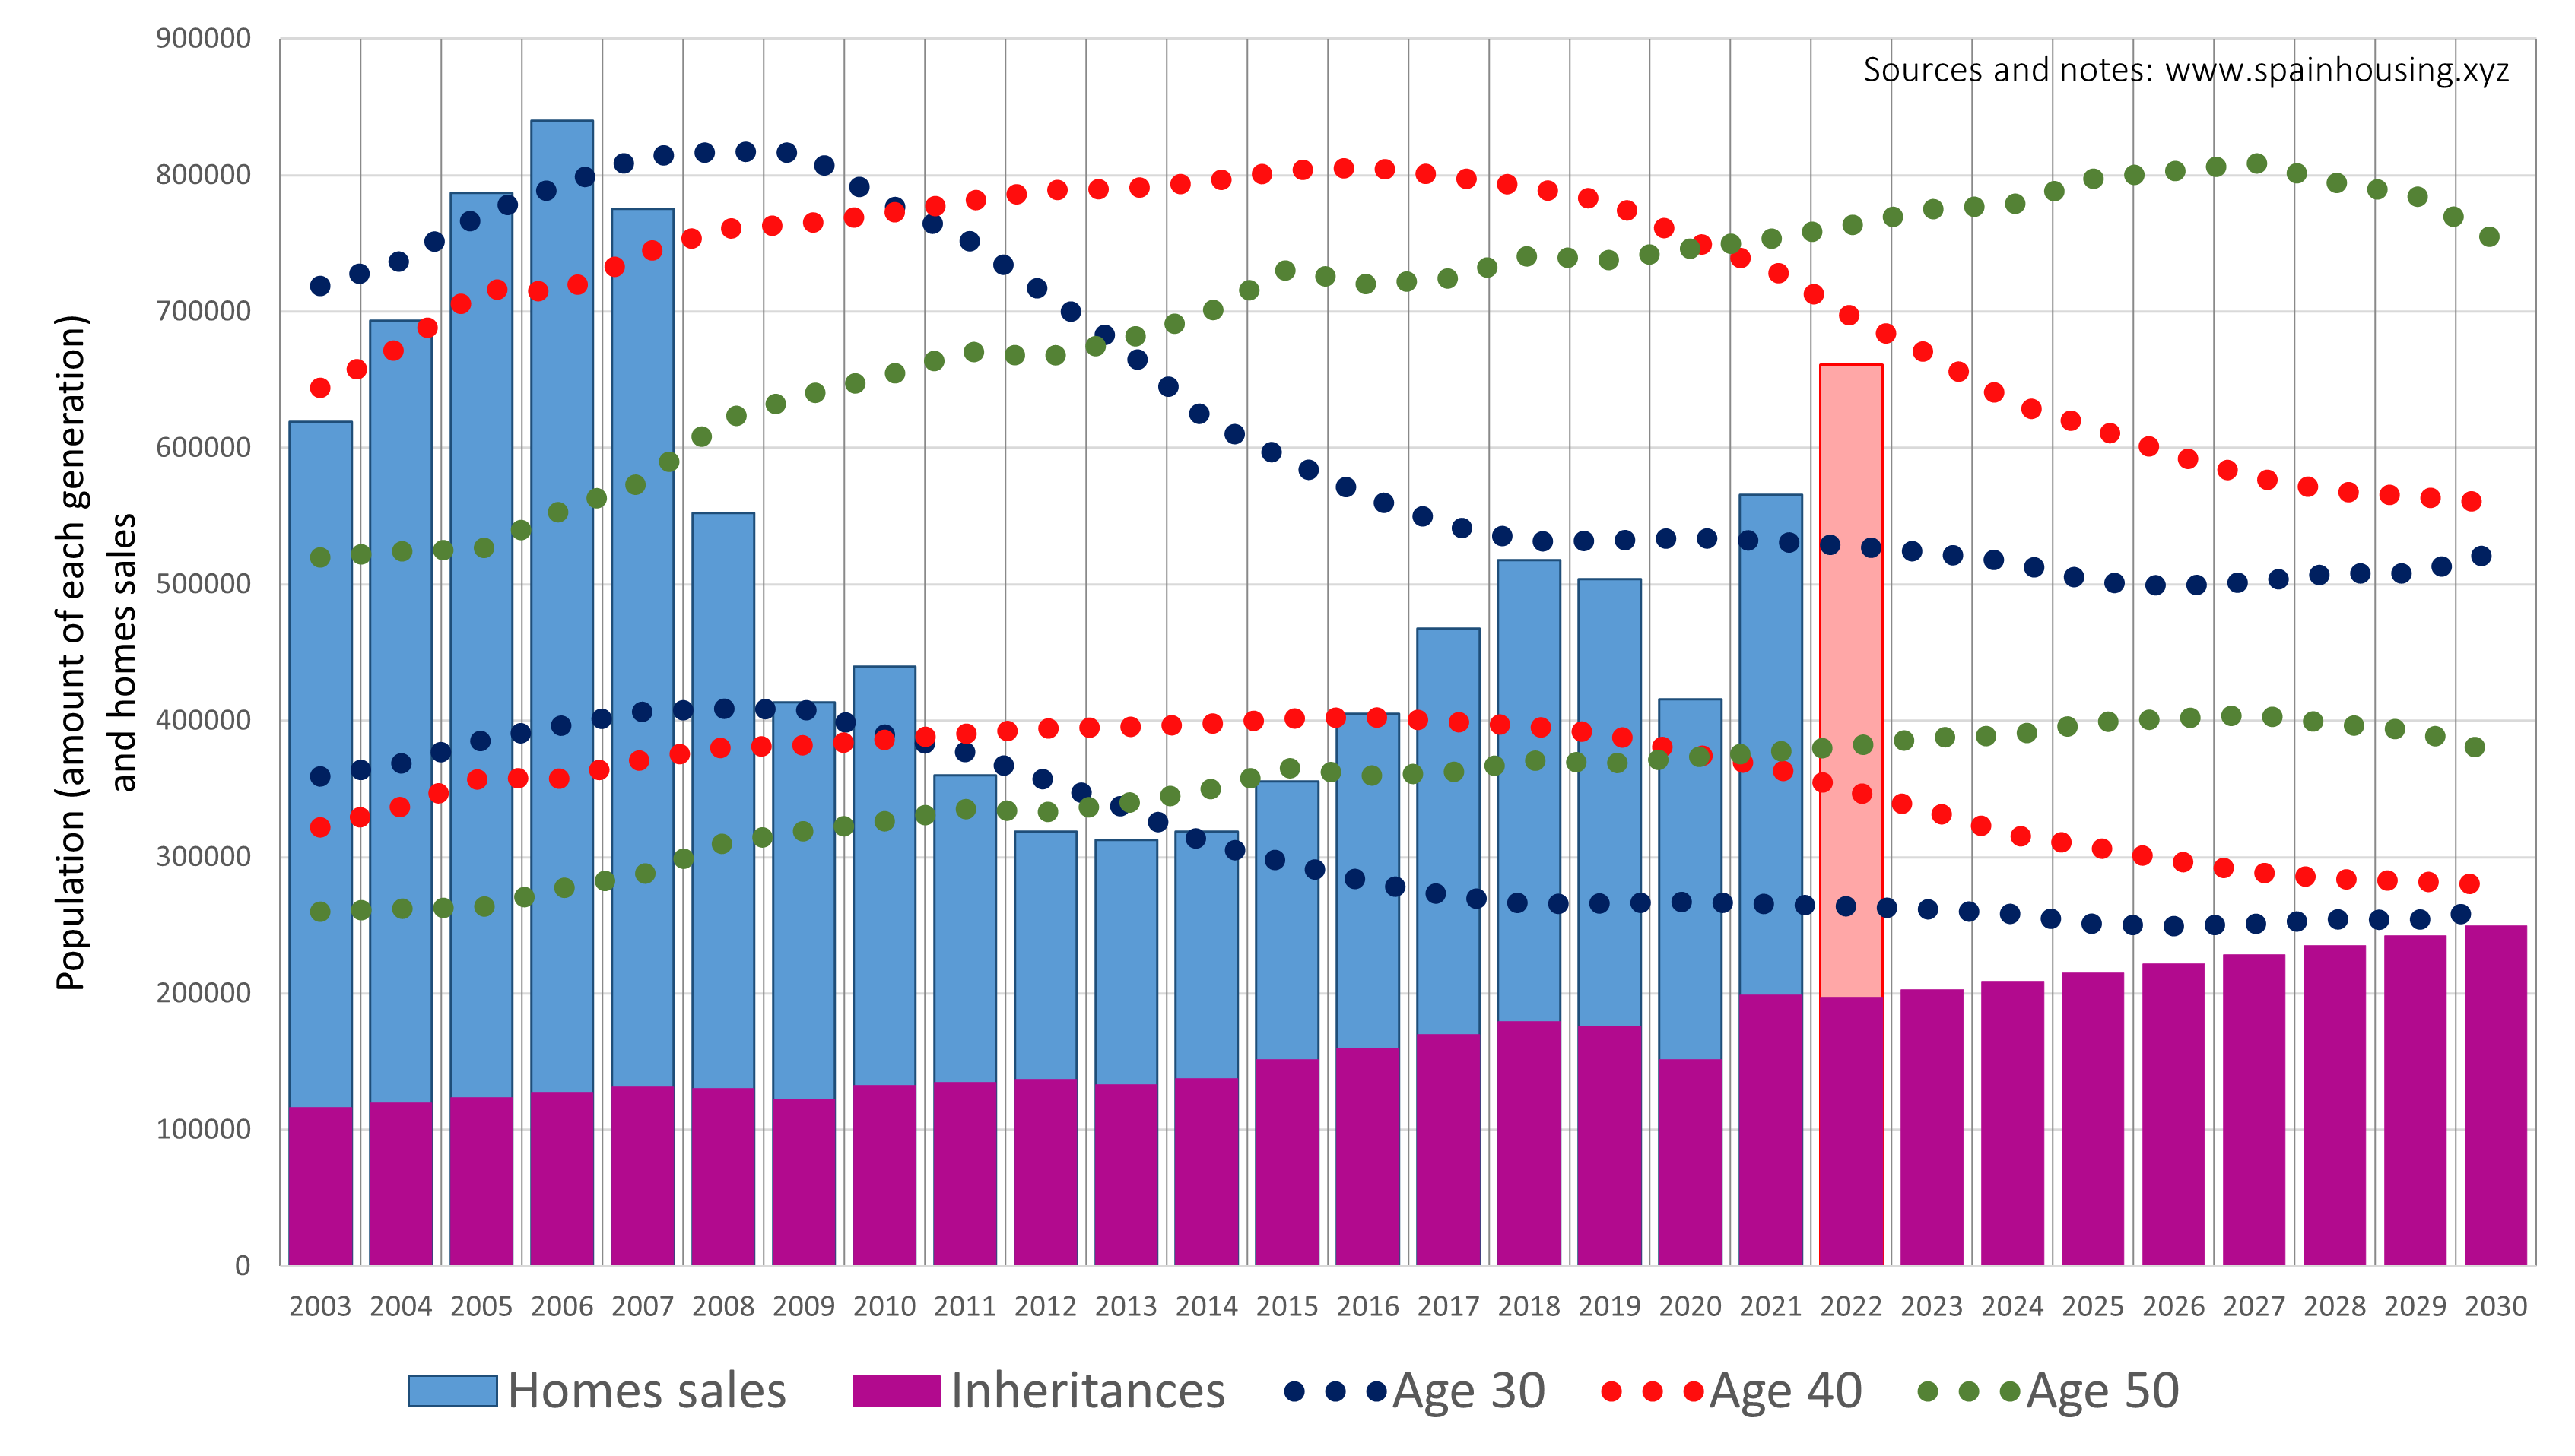 Sources and notes: www.spainhousing.xyz
Population (amount of each generation)
and homes sales
900000
800000
700000
600000
500000
400000
300000
200000
100000
0
2003 2004 2005 2006 2007 2008 2009 2010 2011 2012 2013 2014 2015 2016 2017 2018 2019 2020 2021 2022 2023 2024 2025 2026 2027 2028 2029 2030
Homes sales Inheritances Age 30 Age 40 Age 50